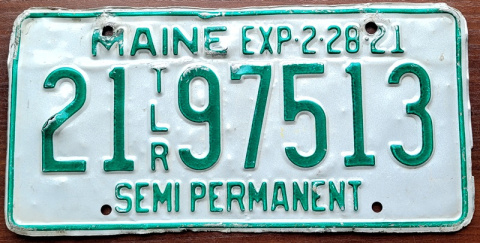 MAINE EXP·2·28·21
21 TLR 97513
SEMI PERMANENT